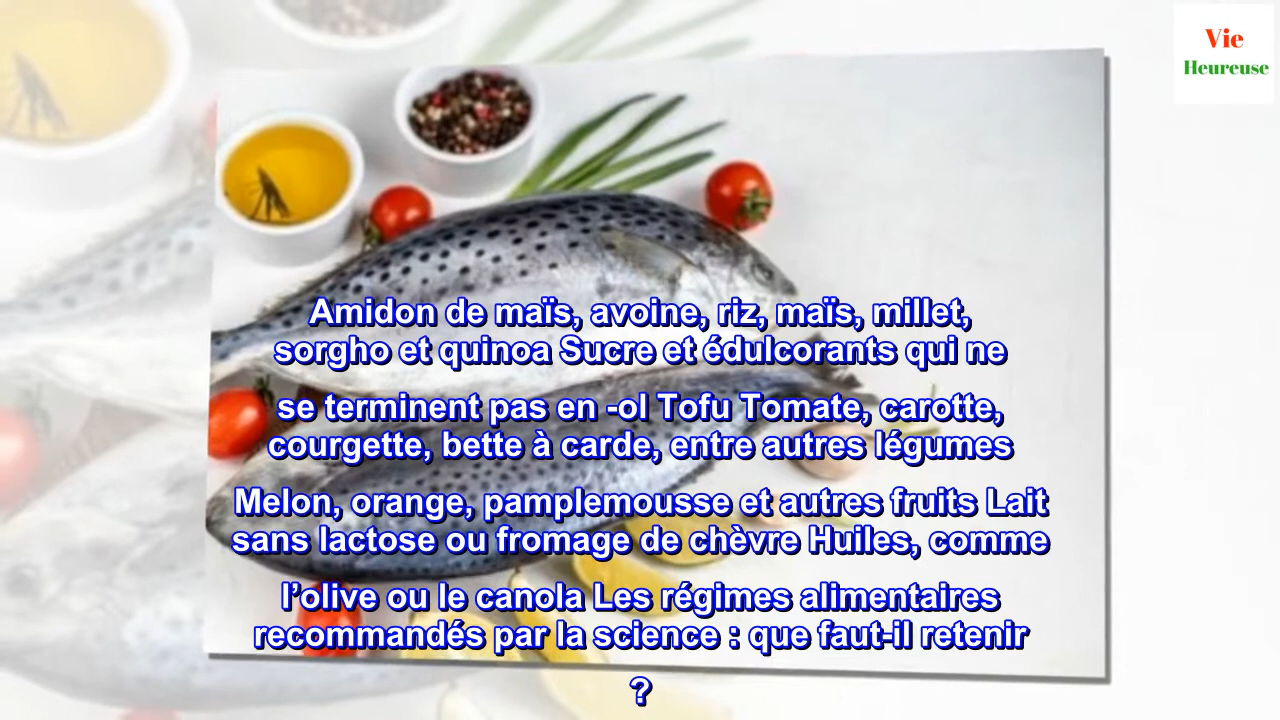 Vie
Heureuse
Amidon de maïs, avoine, riz, maïs, millet,
sorgho et quinoa Sucre et édulcorants qui ne
se terminent pas en -ol Tofu Tomate, carotte,
courgette, bette à carde, entre autres légumes
Melon, orange, pamplemousse et autres fruits Lait
sans lactose ou fromage de chèvre Huiles, comme
l’olive ou le canola Les régimes alimentaires
recommandés par la science : que faut-il retenir
?